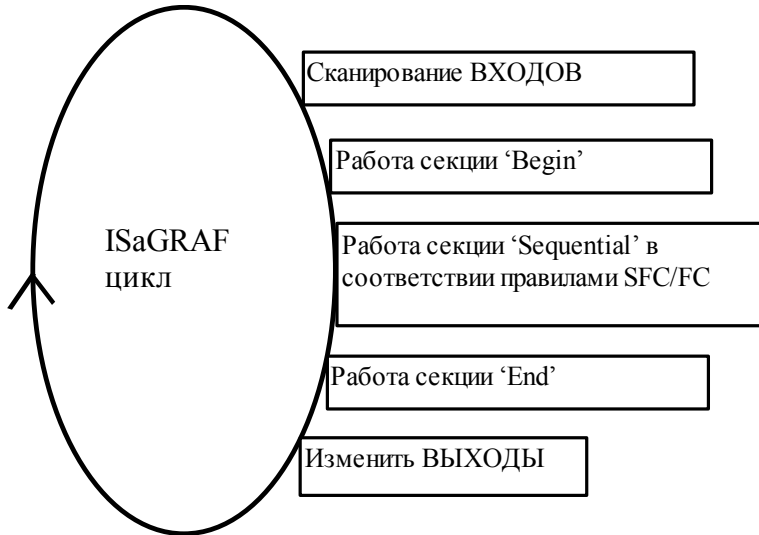 Сканирование ВХОДОВ
Работа секции ‘Begin’
ISaGRAF
цикл
Работа секции ‘Sequential’ в
соответствии правилами SFC/FC
Работа секции ‘End’
Изменить ВЫХОДЫ